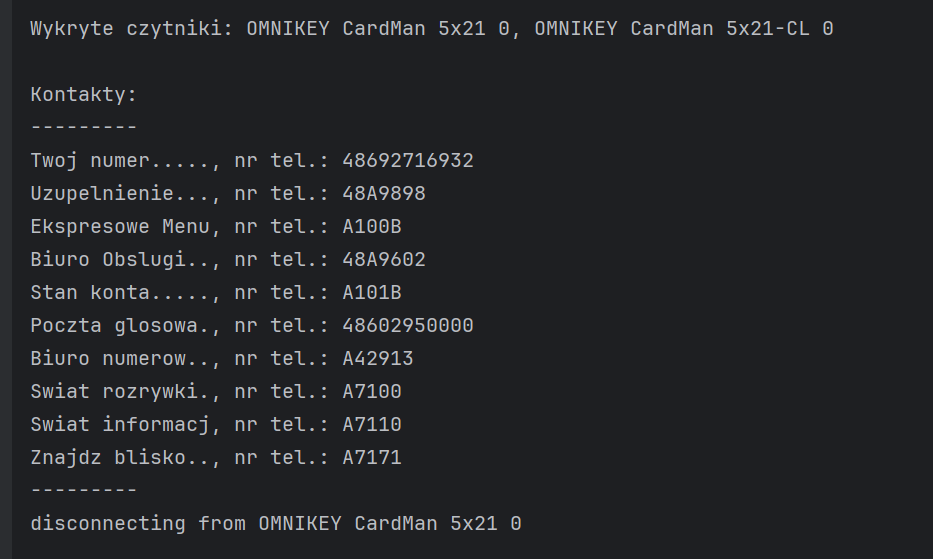 Wykryte czytniki: OMNIKEY CardMan 5x21 0, OMNIKEY CardMan 5x21-CL 0
Kontakty:
---------
Twoj numer....., nr tel.: 48692716932
Uzupelnienie..., nr tel.: 48A9898
Ekspresowe Menu, nr tel.: A100B
Biuro Obslugi.., nr tel.: 48A9602
Stan konta....., nr tel.: A101B
Poczta glosowa., nr tel.: 48602950000
Biuro numerow.., nr tel.: A42913
Swiat rozrywki., nr tel.: A7100
Swiat informacj, nr tel.: A7110
Znajdz blisko.., nr tel.: A7171
---------
disconnecting from OMNIKEY CardMan 5x21 0